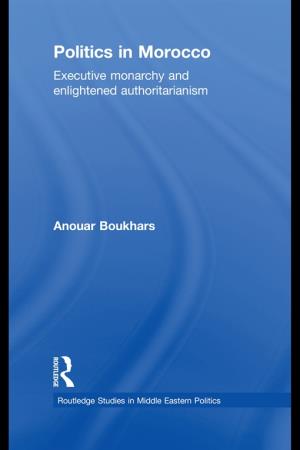 Politics in Morocco
Executive monarchy and
enlightened authoritarianism
Anouar Boukhars
ROUTLEDGE
Routledge Studies in Middle Eastern Politics